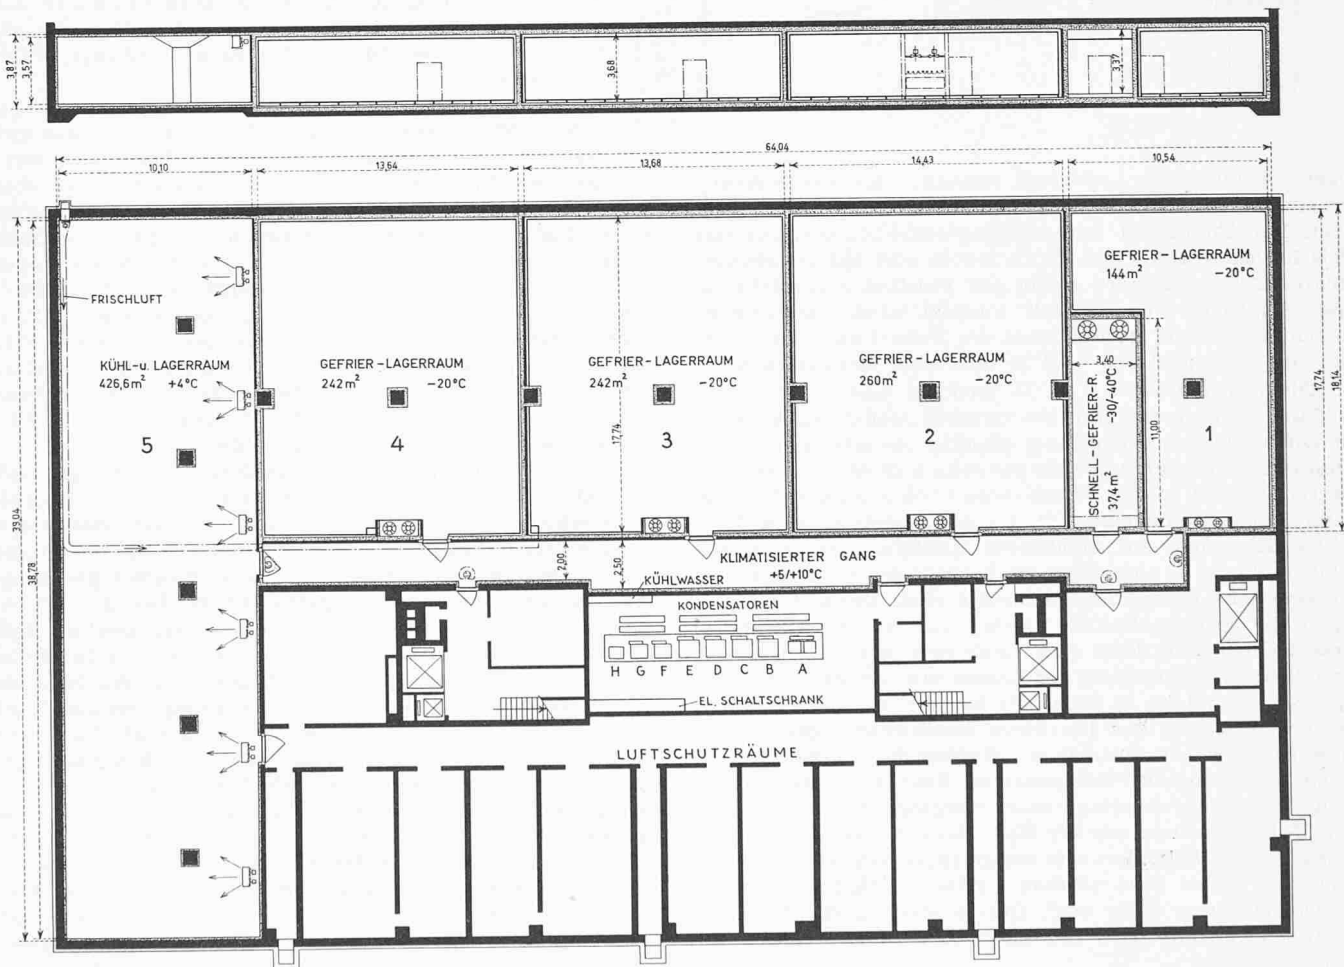 3,87
3,57
3,68
3,37
64,04
10,10
13,64
13,68
14,43
10,54
FRISCHLUFT
KÜHL-u. LAGERRAUM
426,6m² +4°C
5
GEFRIER-LAGERRAUM
242m² -20°C
4
GEFRIER-LAGERRAUM
242m² -20°C
3
17,74
GEFRIER-LAGERRAUM
260m² -20°C
2
GEFRIER-LAGERRAUM
144m² -20°C
1
3,40
SCHNELL-GEFRIER-R.
37,4m² -30/-40°C
11,00
17,74
18,14
39,04
38,78
2,00
2,50
KLIMATISIERTER GANG
+5/+10°C
KÜHLWASSER
KONDENSATOREN
H G F E D C B A
EL. SCHALTSCHRANK
LUFTSCHUTZRÄUME